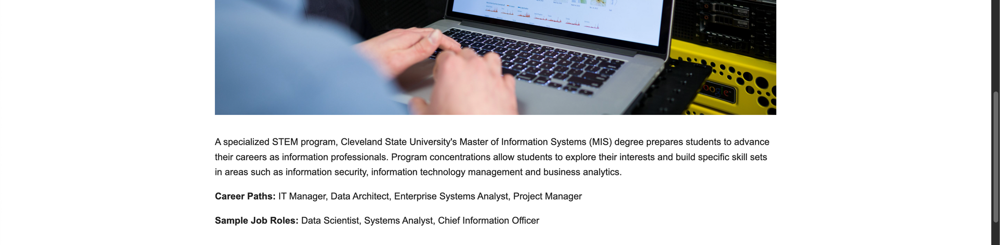 oogle
A specialized STEM program, Cleveland State University's Master of Information Systems (MIS) degree prepares students to advance
their careers as information professionals. Program concentrations allow students to explore their interests and build specific skill sets
in areas such as information security, information technology management and business analytics.
Career Paths: IT Manager, Data Architect, Enterprise Systems Analyst, Project Manager
Sample Job Roles: Data Scientist, Systems Analyst, Chief Information Officer